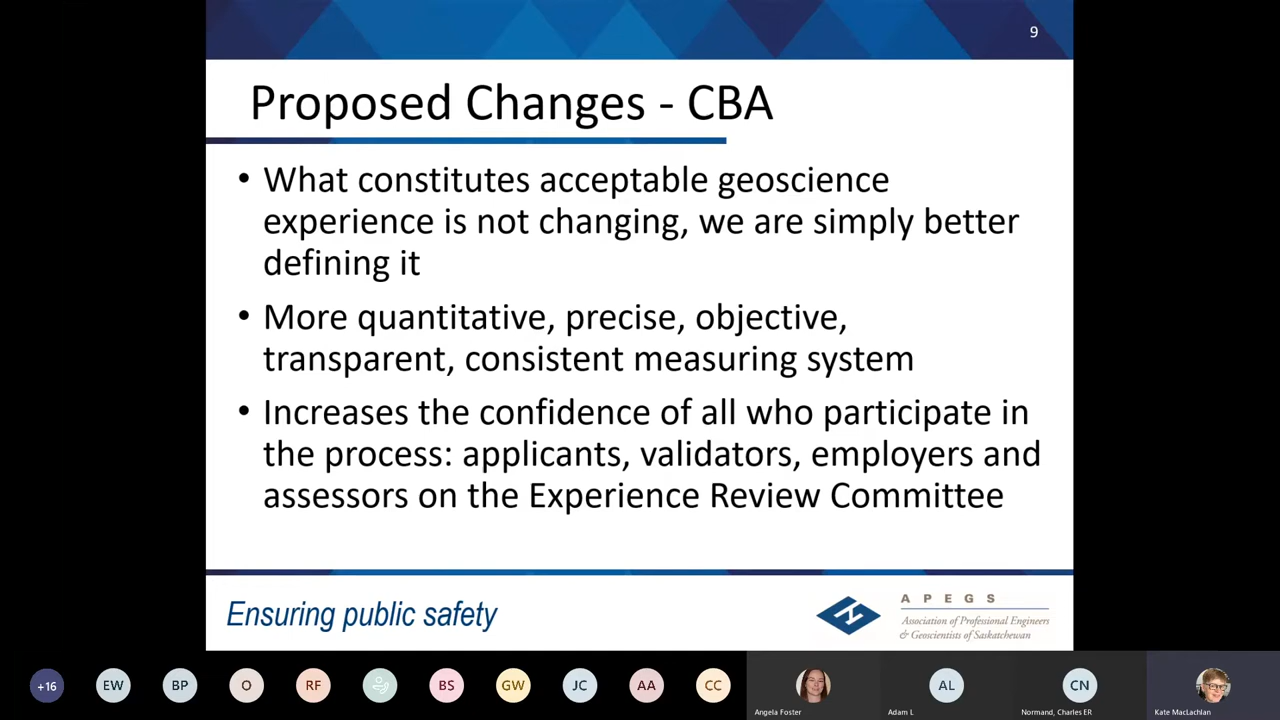 9
Proposed Changes - CBA
• What constitutes acceptable geoscience
experience is not changing, we are simply better
defining it
• More quantitative, precise, objective,
transparent, consistent measuring system
• Increases the confidence of all who participate in
the process: applicants, validators, employers and
assessors on the Experience Review Committee
Ensuring public safety
A P E G S
Association of Professional Engineers
& Geoscientists of Saskatchewan
+16
EW
BP
O
RF
BS
GW
JC
AA
CC
AL
CN
Angela Foster
Adam L
Normand, Charles ER
Kate MacLachlan